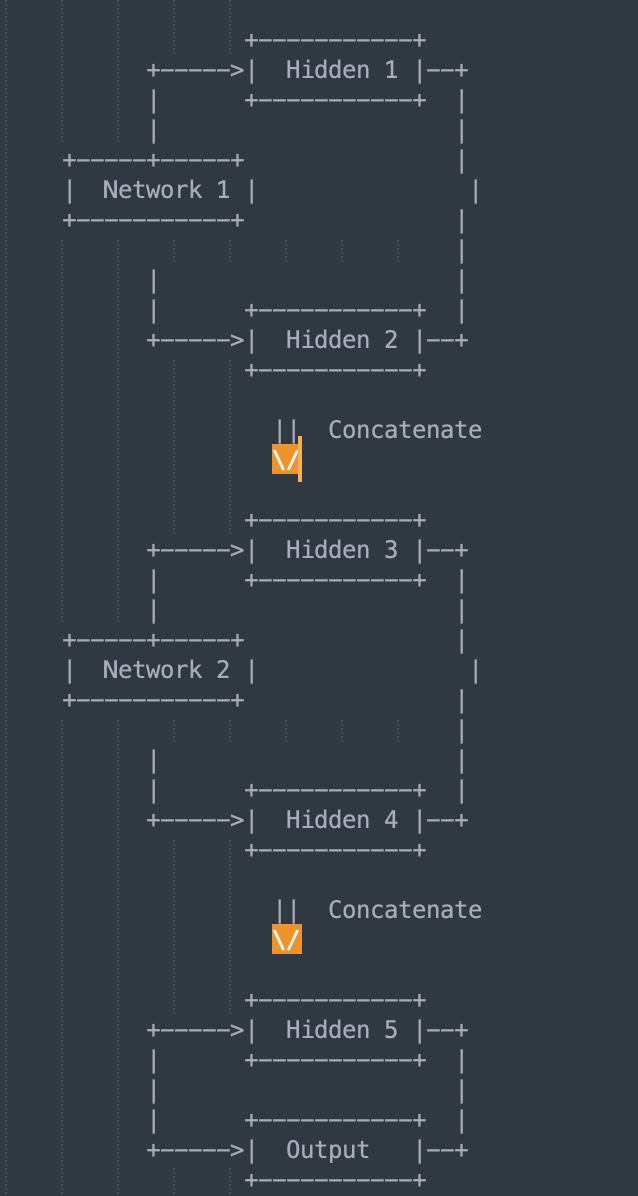 +-----------+
+----->|  Hidden 1 |--+
|      +-----------+  |
|                     |
+-----+-----+               |
|  Network 1 |               |
+-----------+               |
|
|                     |
|      +-----------+  |
+----->|  Hidden 2 |--+
+-----------+
||  Concatenate
\/
+-----------+
+----->|  Hidden 3 |--+
|      +-----------+  |
|                     |
+-----+-----+               |
|  Network 2 |               |
+-----------+               |
|
|                     |
|      +-----------+  |
+----->|  Hidden 4 |--+
+-----------+
||  Concatenate
\/
+-----------+
+----->|  Hidden 5 |--+
|      +-----------+  |
|                     |
|      +-----------+  |
+----->|  Output   |--+
+-----------+